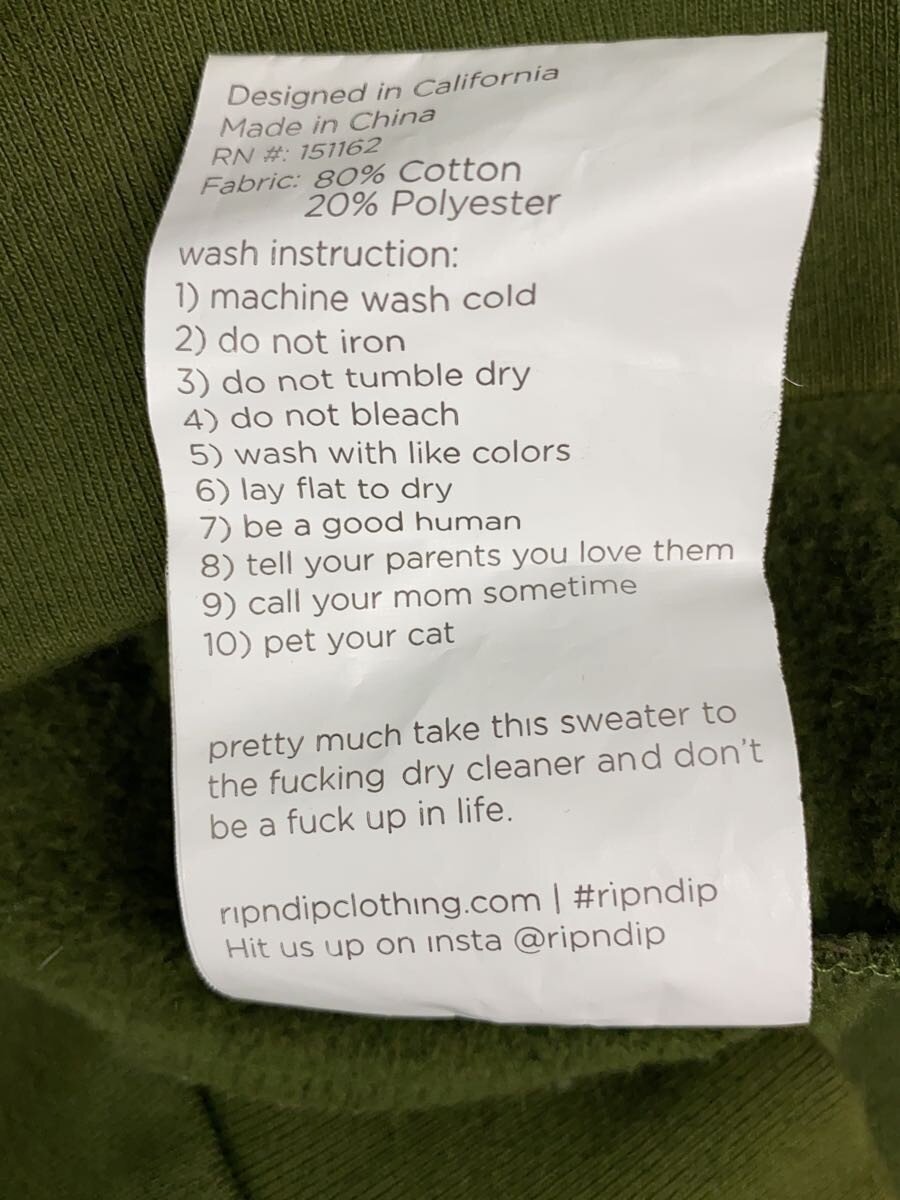 Designed in California
Made in China
RN #: 151162
Fabric: 80% Cotton
20% Polyester
wash instruction:
1) machine wash cold
2) do not iron
3) do not tumble dry
4) do not bleach
5) wash with like colors
6) lay flat to dry
7) be a good human
8) tell your parents you love them
9) call your mom sometime
10) pet your cat
pretty much take this sweater to
the fucking dry cleaner and don't
be a fuck up in life.
ripndipclothing.com | #ripndip
Hit us up on insta @ripndip